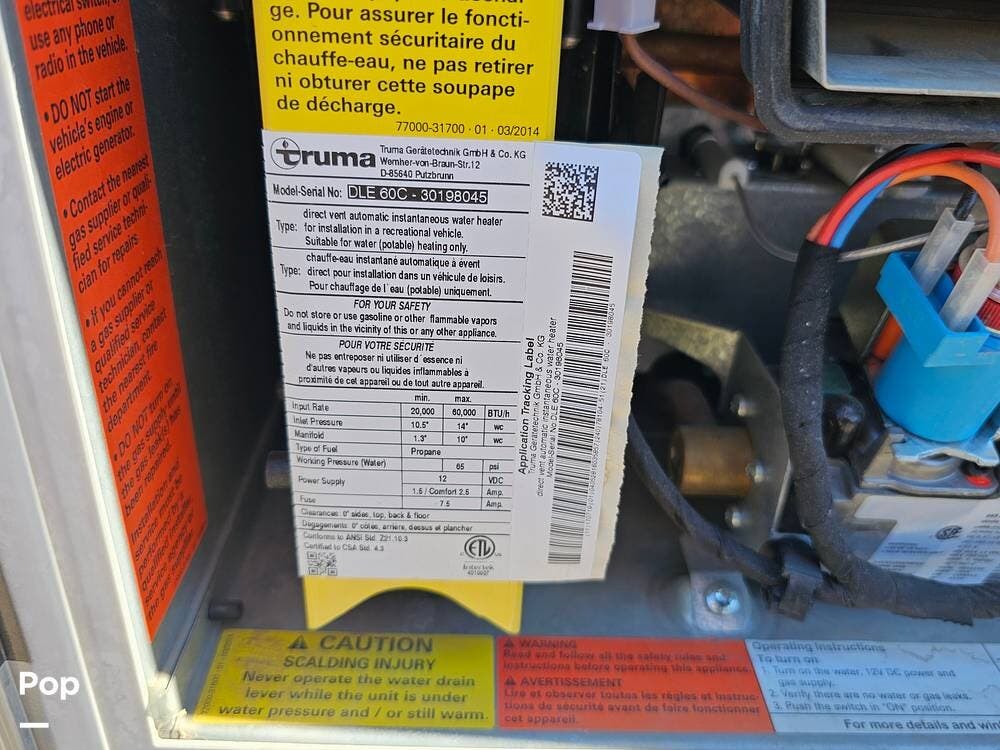 electrical switch,
use any phone or
radio in the vehicle.
• DO NOT start the
vehicle's engine or
electric generator.
• Contact the nearest
gas supplier or quali-
fied service techni-
cian for repairs.
• If you cannot reach
a gas supplier or
qualified service
technician, contact
the nearest fire
department.
• DO NOT turn on
the gas supply until
the gas leak(s) has/
been repaired.
Installation and
ge. Pour assurer le foncti-
onnement sécuritaire du
chauffe-eau, ne pas retirer
ni obturer cette soupape
de décharge.
77000-31700 · 01 · 03/2014
truma
Truma Gerätetechnik GmbH & Co. KG
Wernher-von-Braun-Str.12
D-85640 Putzbrunn
Model-Serial No: DLE 60C - 30198045
Type: direct vent automatic instantaneous water heater
for installation in a recreational vehicle.
Suitable for water (potable) heating only.
Type: chauffe-eau instantané automatique à évent
direct pour installation dans un véhicule de loisirs.
Pour chauffage de l'eau (potable) uniquement.
FOR YOUR SAFETY
Do not store or use gasoline or other flammable vapors
and liquids in the vicinity of this or any other appliance.
POUR VOTRE SÉCURITÉ
Ne pas entreposer ni utiliser d'essence ni
d'autres vapeurs ou liquides inflammables à
proximité de cet appareil ou de tout autre appareil.
min. max.
Input Rate 20,000 60,000 BTU/h
Inlet Pressure 10.5" 14" wc
Manifold 1.3" 10" wc
Type of Fuel Propane
Working Pressure (Water) 65 psi
Power Supply 12 VDC
1.5 / Comfort 2.5 Amp.
Fuse 7.5 Amp.
Clearances: 0" sides, top, back & floor
Dégagements: 0" côtés, arrière, dessus et plancher
Conforms to ANSI Std. Z21.10.3
Certified to CSA Std. 4.3
ETL
Intertek
Application Tracking Label
Truma Gerätetechnik GmbH & Co. KG
direct vent automatic instantaneous water heater
Model-Serial No: DLE 60C - 30198045
CAUTION
SCALDING INJURY
Never operate the water drain
lever while the unit is under
water pressure and / or still warm.
WARNING
Read and follow all the safety rules and
instructions before operating this appliance.
AVERTISSEMENT
Lire et observer toutes les règles et instruc-
tions de sécurité avant de faire fonctionner
cet appareil.
Operating Instructions
To turn on
1. Turn on the water, 12V DC power and
gas supply.
2. Verify there are no water or gas leaks.
3. Push the switch in "ON" position.
For more details and win
Pop